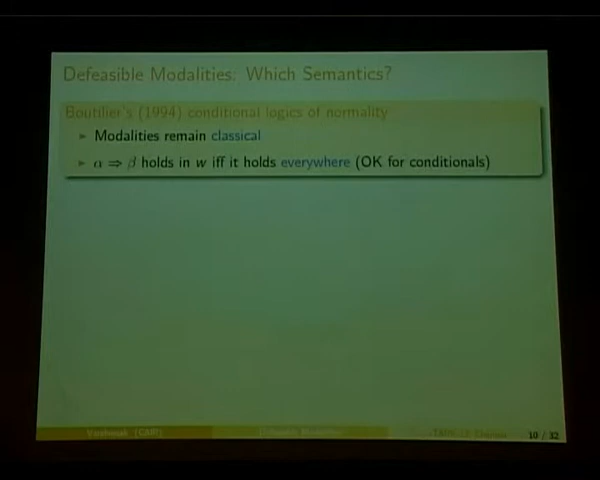 Defeasible Modalities: Which Semantics?
Boutilier's (1994) conditional logics of normality
► Modalities remain classical
► α ⇒ β holds in w iff it holds everywhere (OK for conditionals)
(CAIR)
10 / 32